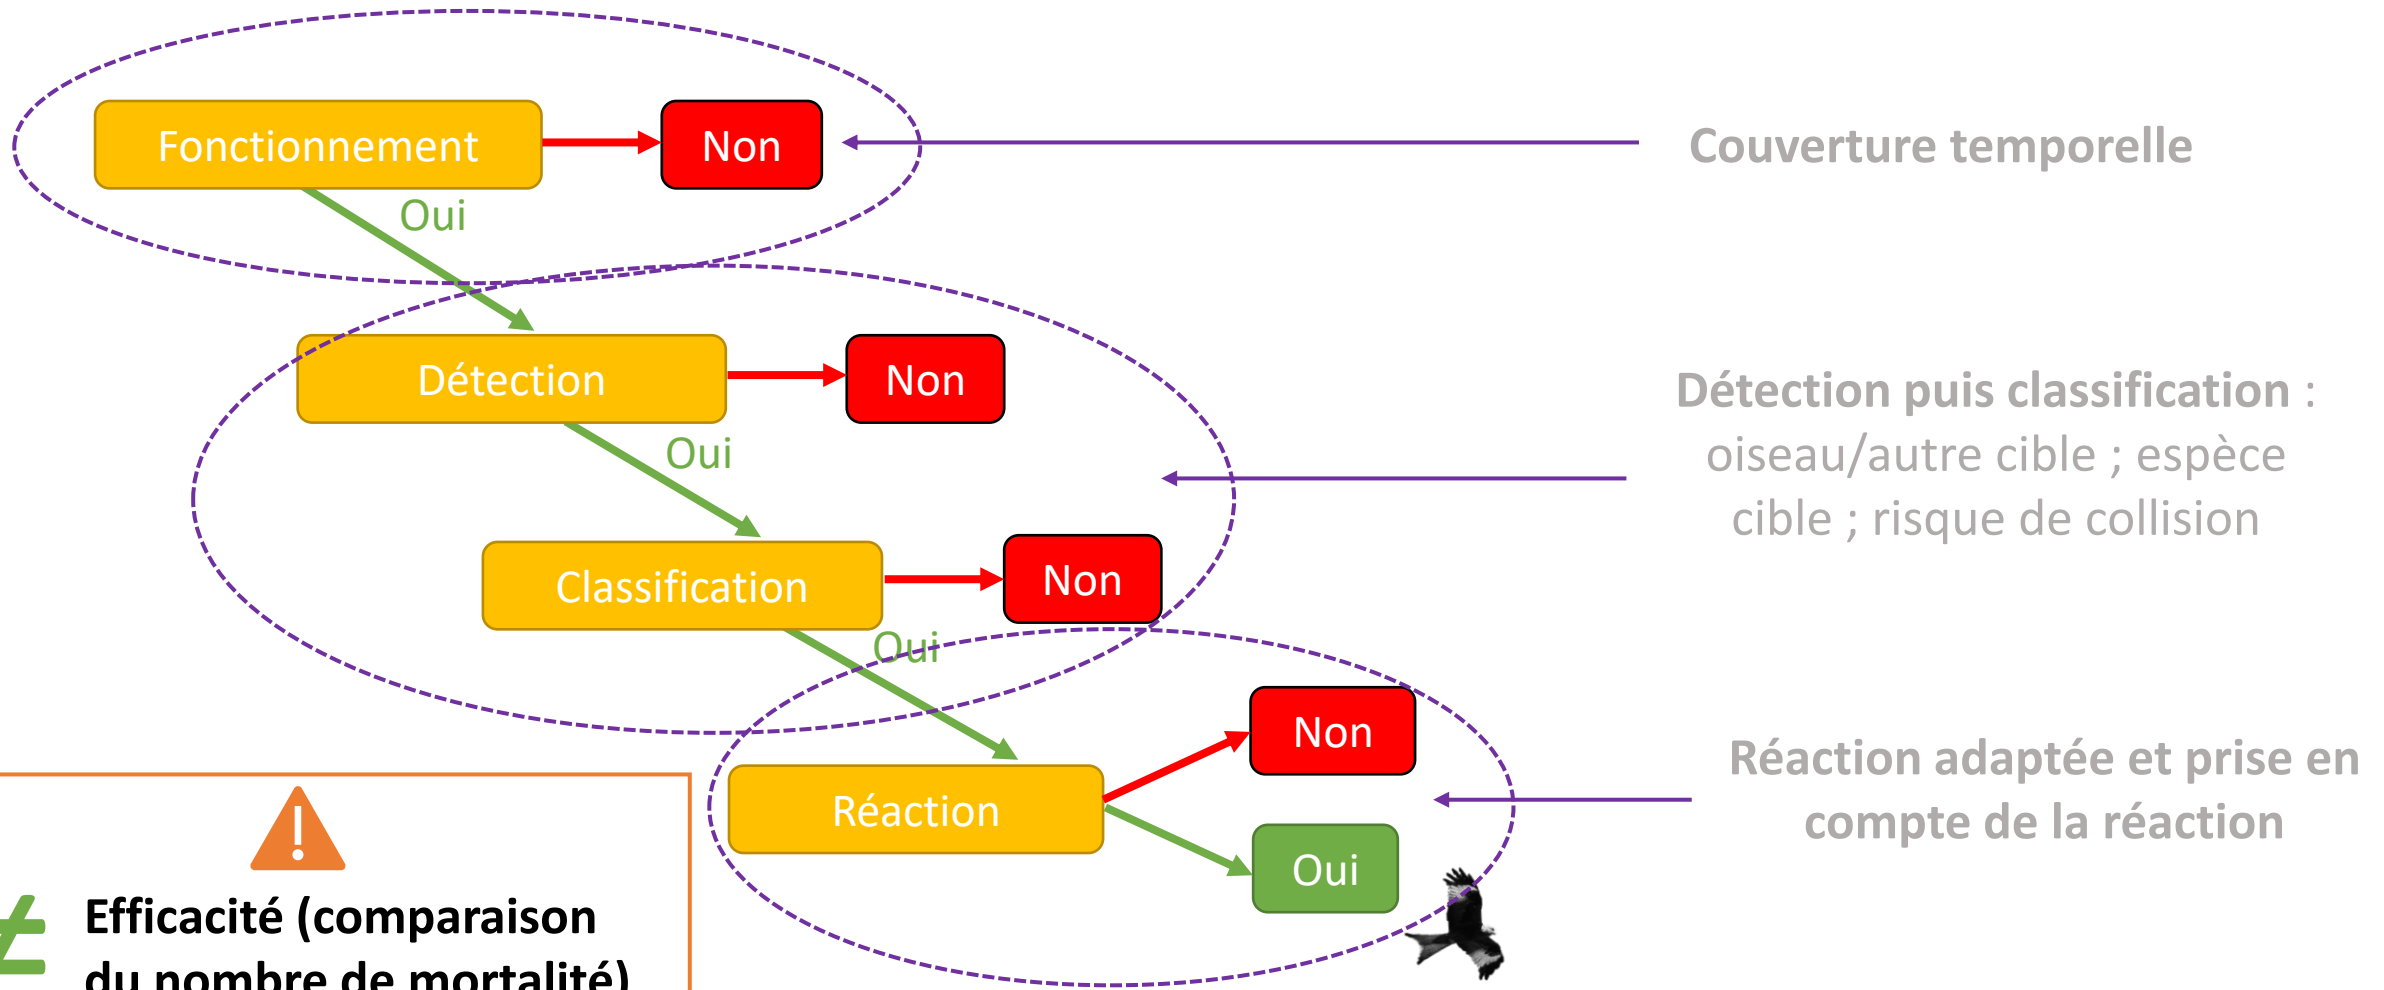 Fonctionnement
Non
Couverture temporelle
Oui
Détection
Non
Détection puis classification :
oiseau/autre cible ; espèce
cible ; risque de collision
Oui
Classification
Non
Oui
Non
Réaction
Réaction adaptée et prise en
compte de la réaction
Oui
≠
Efficacité (comparaison
du nombre de mortalité)